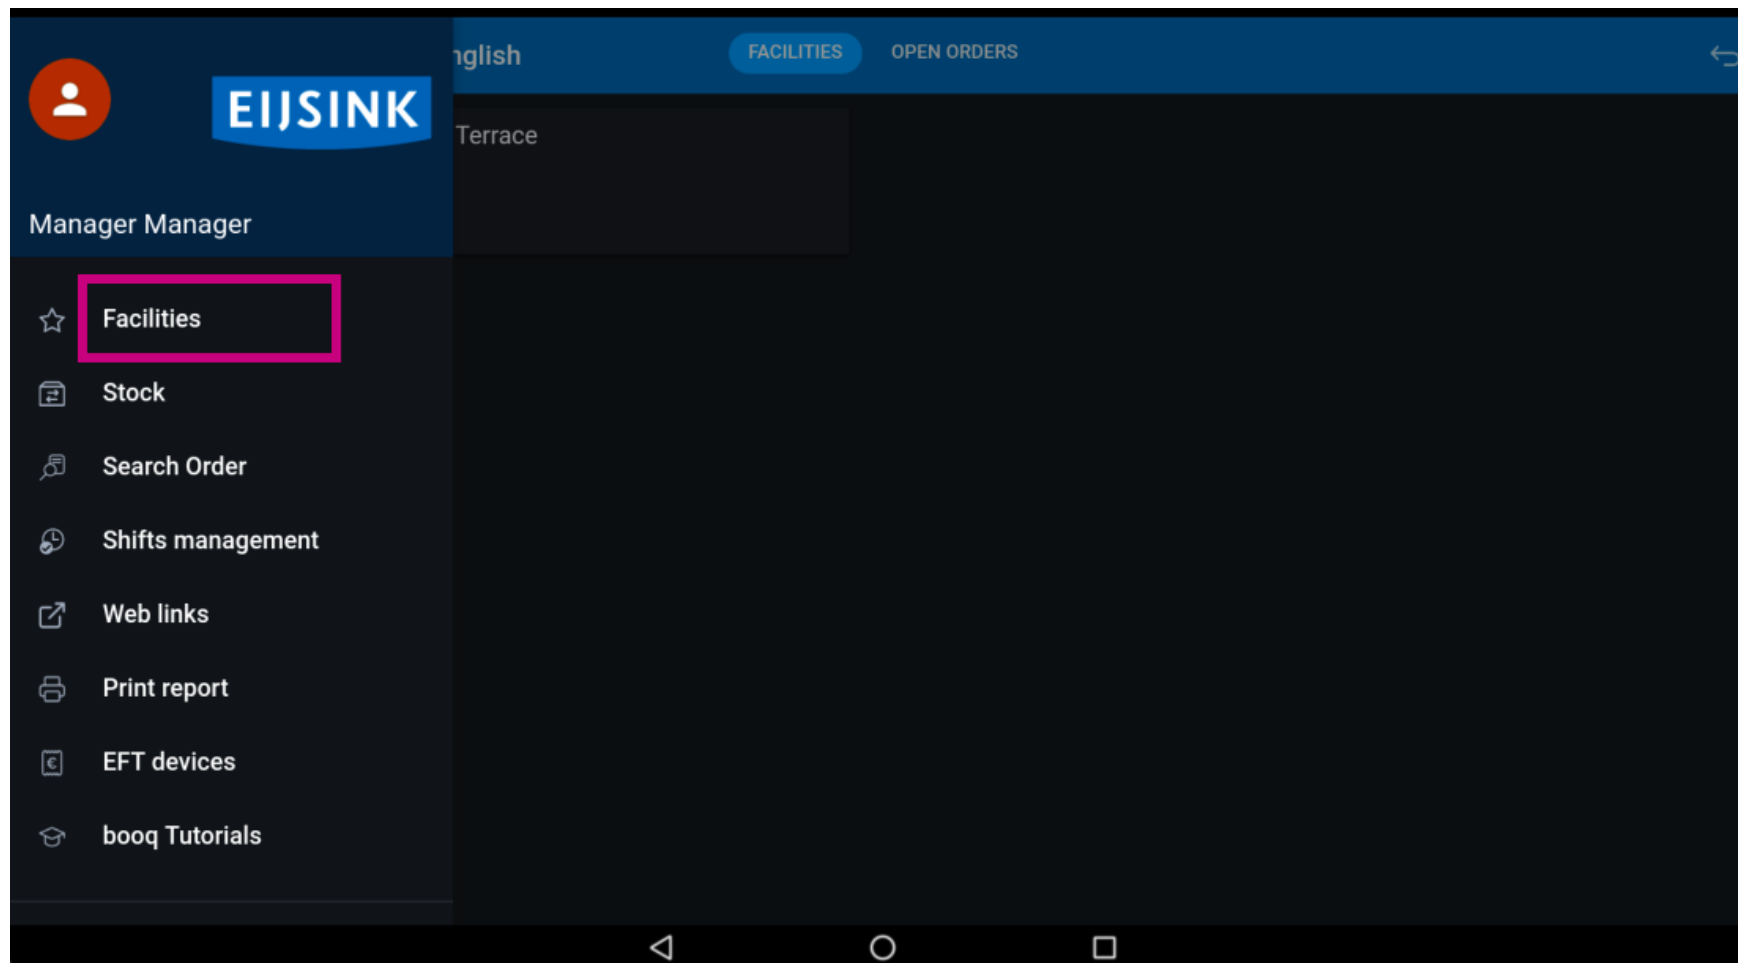 EIJSINK
Manager Manager
Facilities
Stock
Search Order
Shifts management
Web links
Print report
EFT devices
booq Tutorials
nglish
FACILITIES
OPEN ORDERS
Terrace